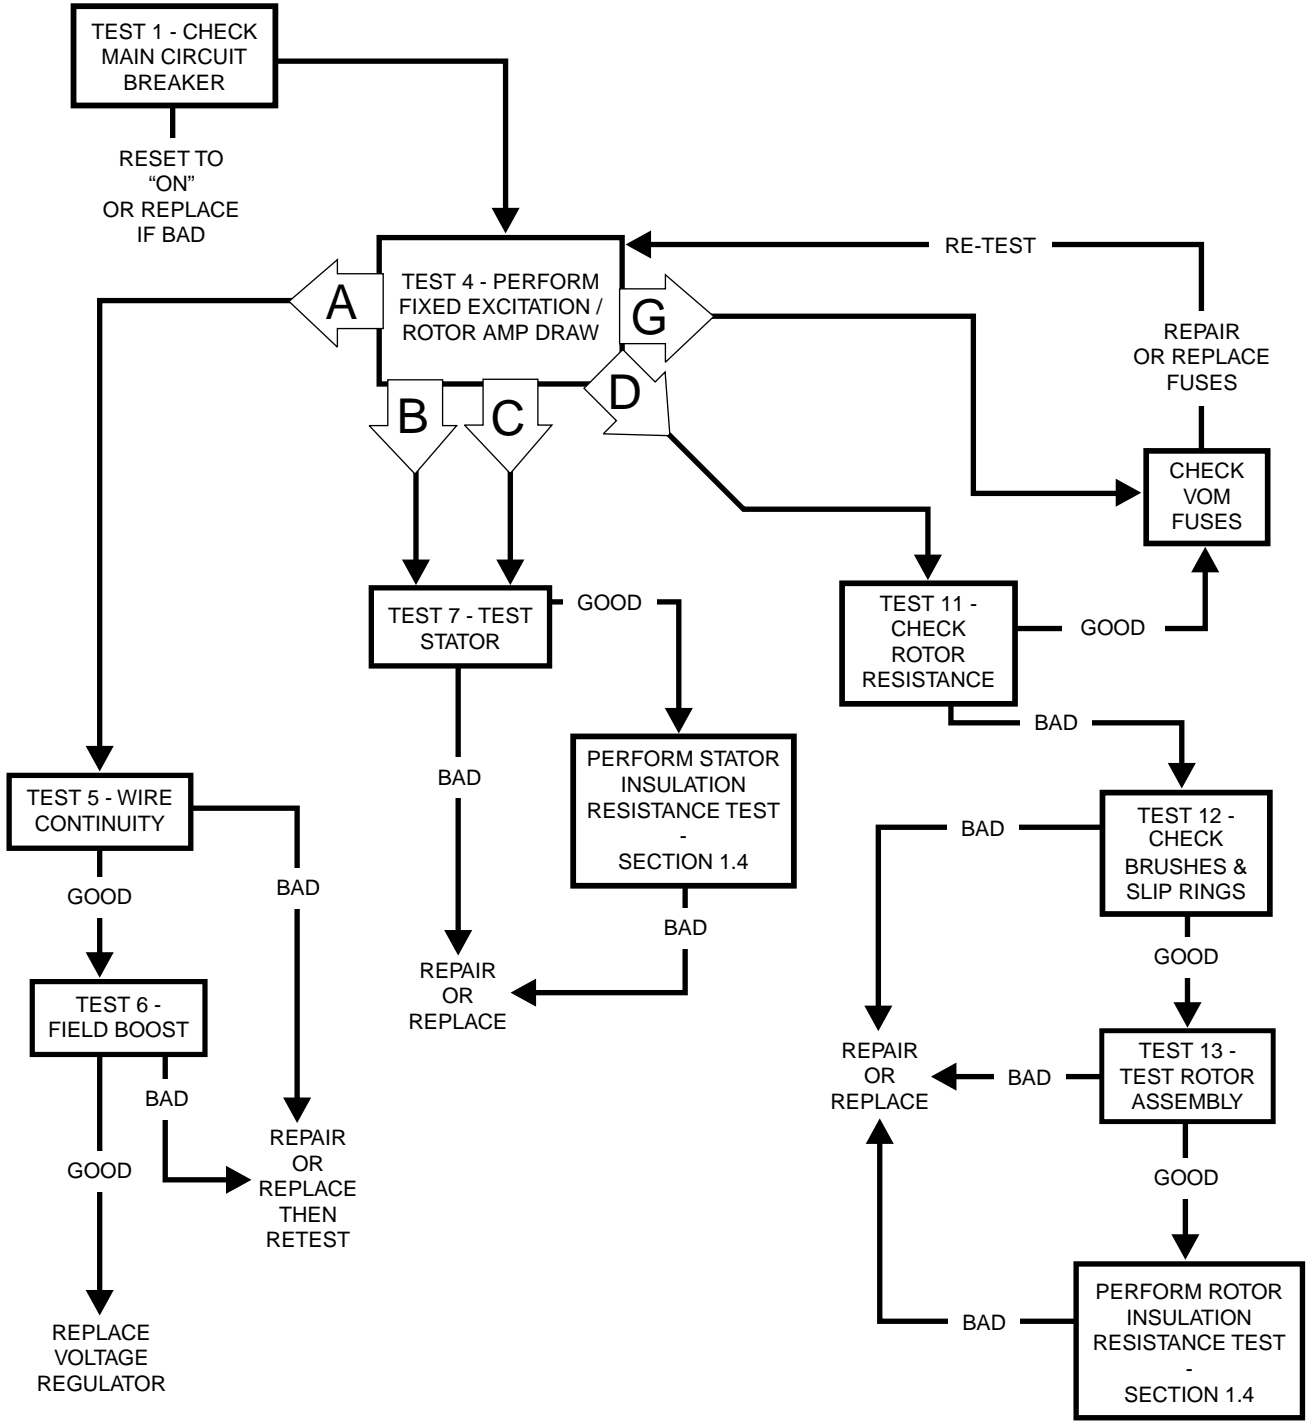 TEST 1 - CHECK
MAIN CIRCUIT
BREAKER
RESET TO
“ON”
OR REPLACE
IF BAD
RE-TEST
TEST 4 - PERFORM
FIXED EXCITATION /
ROTOR AMP DRAW
A
G
B
C
D
REPAIR
OR REPLACE
FUSES
CHECK
VOM
FUSES
TEST 7 - TEST
STATOR
GOOD
TEST 11 -
CHECK
ROTOR
RESISTANCE
GOOD
BAD
BAD
PERFORM STATOR
INSULATION
RESISTANCE TEST
-
SECTION 1.4
BAD
REPAIR
OR
REPLACE
TEST 5 - WIRE
CONTINUITY
GOOD
BAD
TEST 6 -
FIELD BOOST
BAD
GOOD
REPAIR
OR
REPLACE
THEN
RETEST
REPLACE
VOLTAGE
REGULATOR
TEST 12 -
CHECK
BRUSHES &
SLIP RINGS
BAD
GOOD
TEST 13 -
TEST ROTOR
ASSEMBLY
BAD
REPAIR
OR
REPLACE
GOOD
PERFORM ROTOR
INSULATION
RESISTANCE TEST
-
SECTION 1.4
BAD